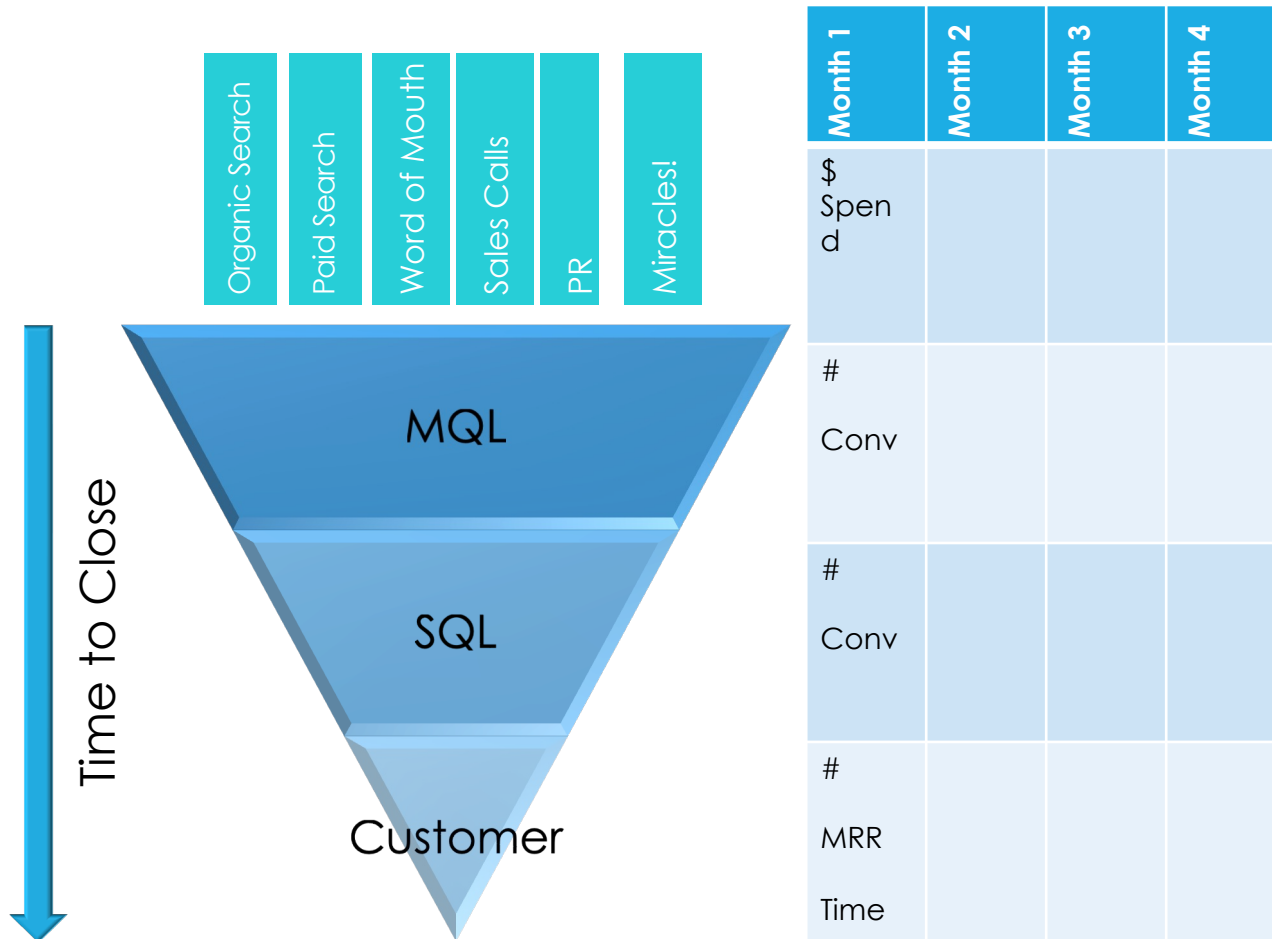 Organic Search
Paid Search
Word of Mouth
Sales Calls
PR
Miracles!
Time to Close
MQL
SQL
Customer
Month 1
Month 2
Month 3
Month 4
$
Spen
d
#
Conv
#
Conv
#
MRR
Time